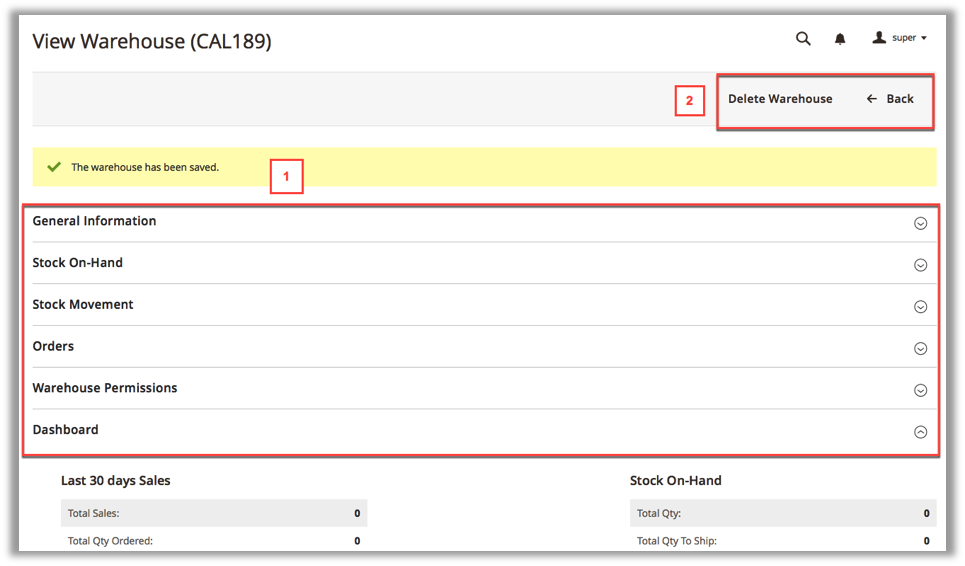 View Warehouse (CAL189)
super
2
Delete Warehouse
Back
The warehouse has been saved.
1
General Information
Stock On-Hand
Stock Movement
Orders
Warehouse Permissions
Dashboard
Last 30 days Sales
Stock On-Hand
Total Sales: 0
Total Qty: 0
Total Qty Ordered: 0
Total Qty To Ship: 0